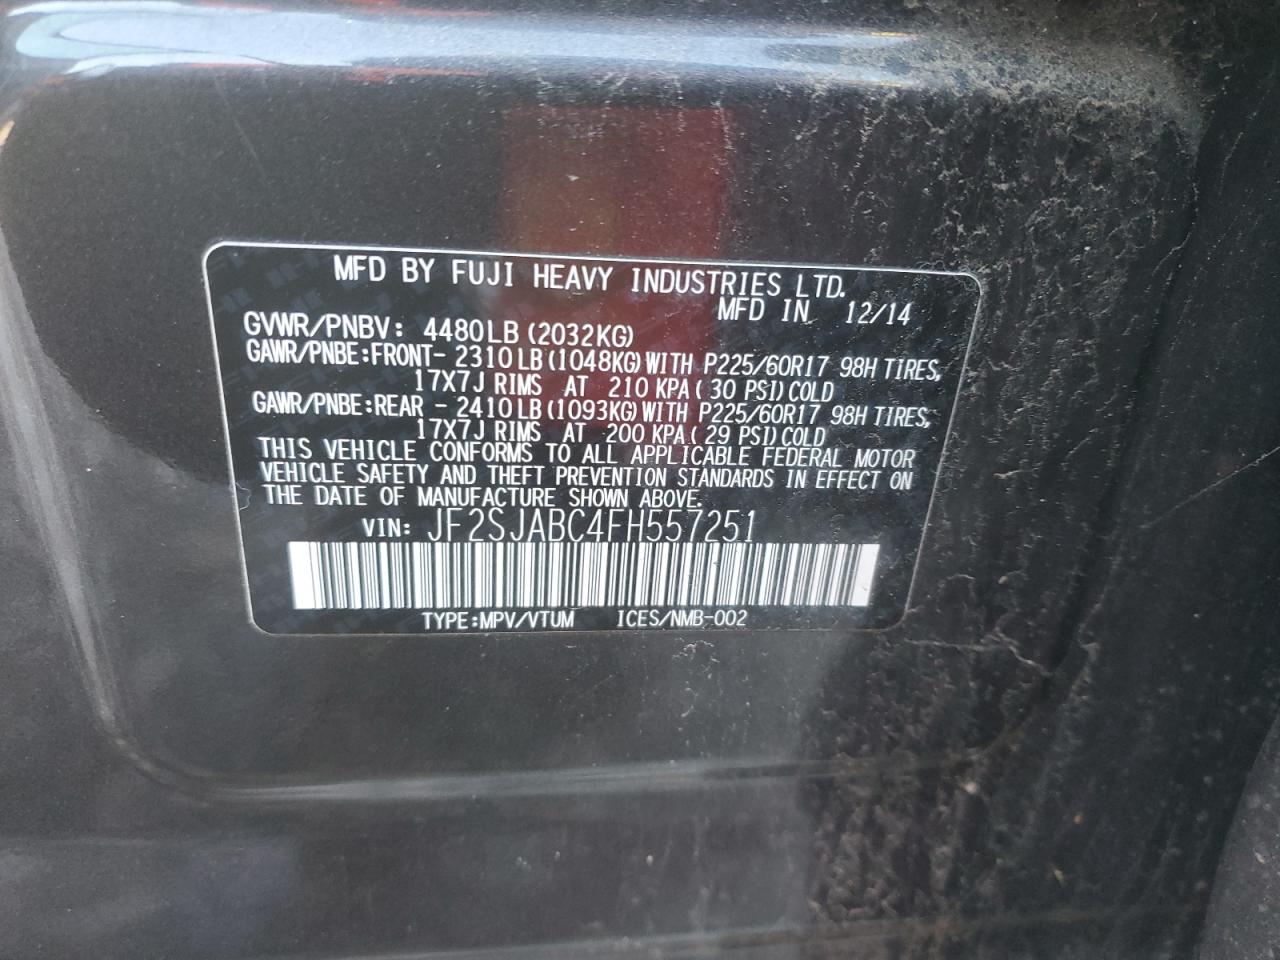 MFD BY FUJI HEAVY INDUSTRIES LTD.
MFD IN 12/14
GVWR/PNBV: 4480LB (2032KG)
GAWR/PNBE:FRONT- 2310LB(1048KG)WITH P225/60R17 98H TIRES,
17X7J RIMS AT 210 KPA( 30 PSI)COLD
GAWR/PNBE:REAR - 2410LB(1093KG)WITH P225/60R17 98H TIRES,
17X7J RIMS AT 200 KPA( 29 PSI)COLD
THIS VEHICLE CONFORMS TO ALL APPLICABLE FEDERAL MOTOR
VEHICLE SAFETY AND THEFT PREVENTION STANDARDS IN EFFECT ON
THE DATE OF MANUFACTURE SHOWN ABOVE.
VIN: JF2SJABC4FH557251
TYPE:MPV/VTUM ICES/NMB-002